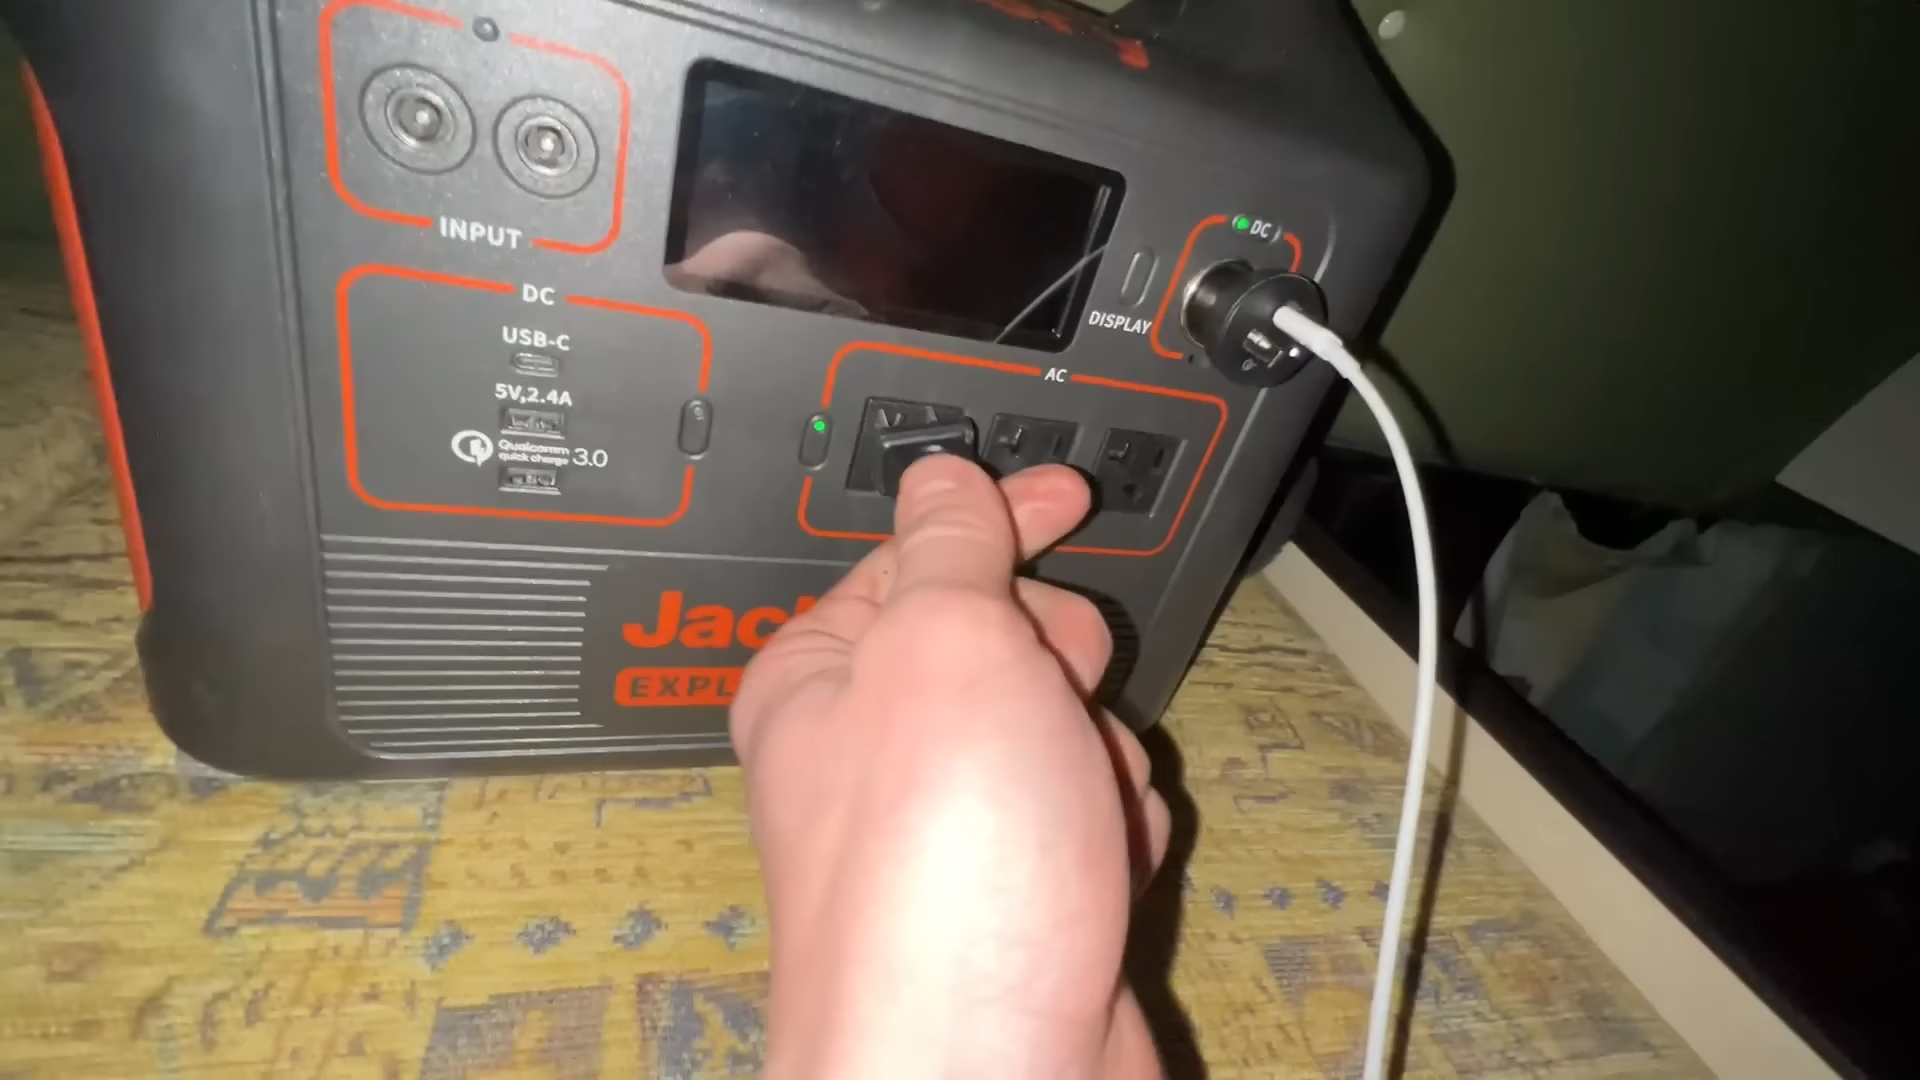 INPUT
DC
USB-C
5V,2.4A
Qualcomm
quick charge 3.0
DISPLAY
DC
AC
Jac
EXPL